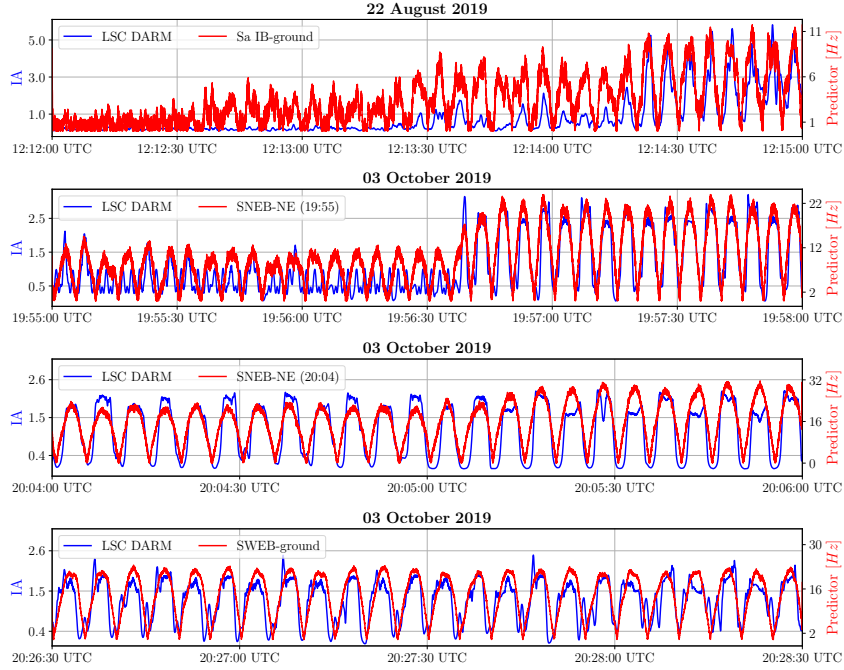 22 August 2019
LSC DARM
Sa IB-ground
5.0
3.0
1.0
IA
11
6
1
Predictor [Hz]
12:12:00 UTC
12:12:30 UTC
12:13:00 UTC
12:13:30 UTC
12:14:00 UTC
12:14:30 UTC
12:15:00 UTC
03 October 2019
LSC DARM
SNEB-NE (19:55)
2.5
1.5
0.5
IA
22
12
2
Predictor [Hz]
19:55:00 UTC
19:55:30 UTC
19:56:00 UTC
19:56:30 UTC
19:57:00 UTC
19:57:30 UTC
19:58:00 UTC
03 October 2019
LSC DARM
SNEB-NE (20:04)
2.6
1.5
0.4
IA
32
16
0
Predictor [Hz]
20:04:00 UTC
20:04:30 UTC
20:05:00 UTC
20:05:30 UTC
20:06:00 UTC
03 October 2019
LSC DARM
SWEB-ground
2.6
1.5
0.4
IA
30
16
2
Predictor [Hz]
20:26:30 UTC
20:27:00 UTC
20:27:30 UTC
20:28:00 UTC
20:28:30 UTC